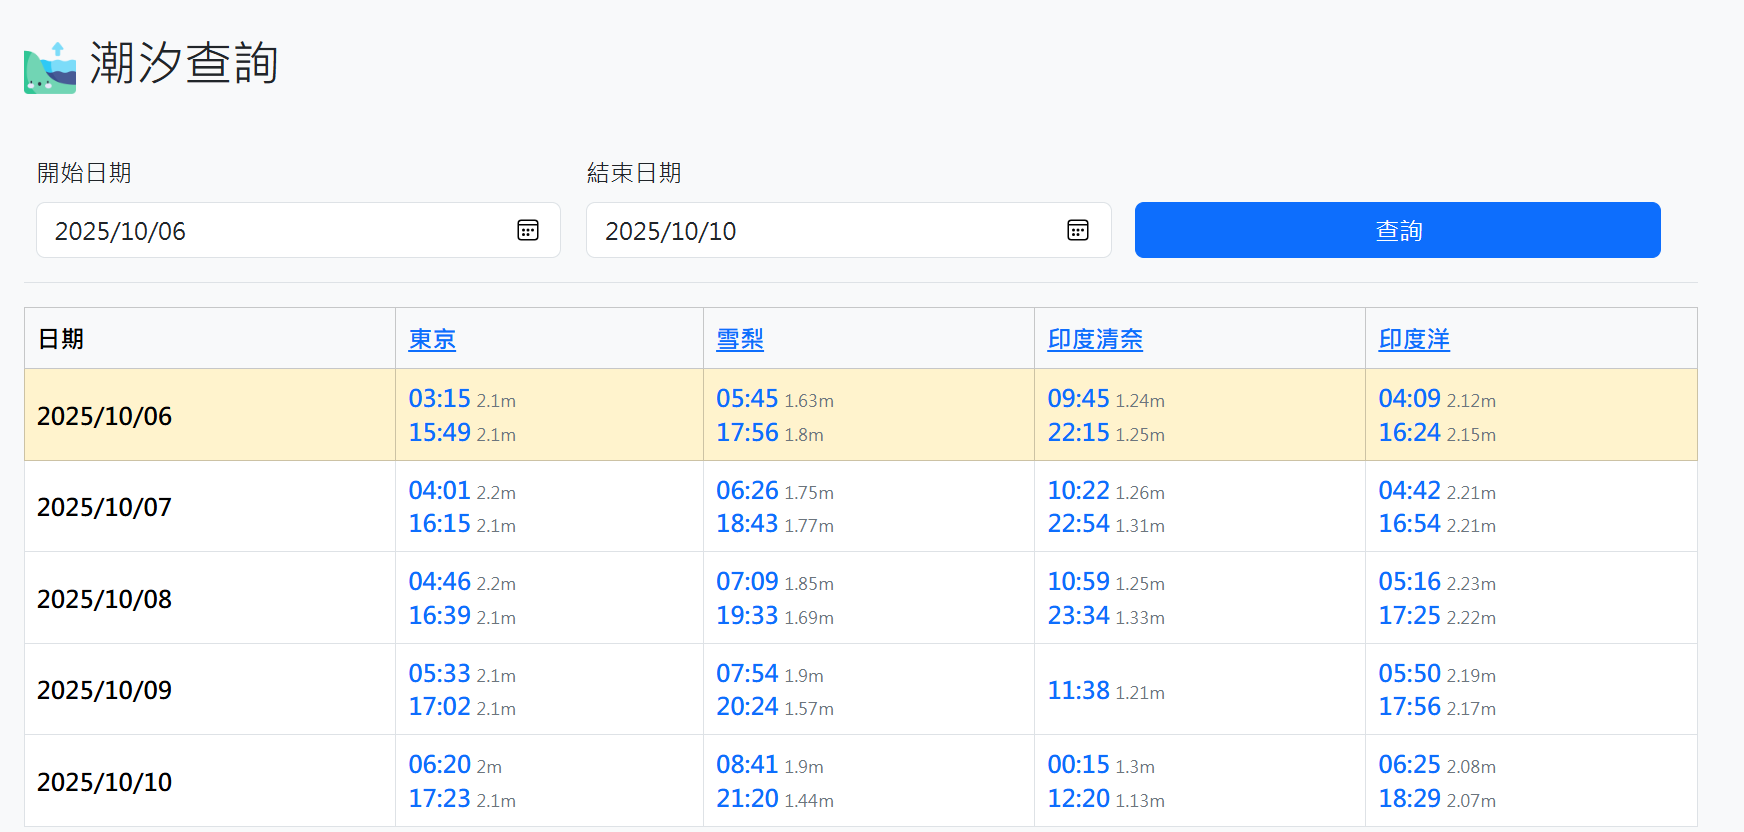 潮汐查詢
開始日期 結束日期
2025/10/06 2025/10/10 查詢
日期 東京 雪梨 印度清奈 印度洋
2025/10/06
03:15 2.1m 05:45 1.63m 09:45 1.24m 04:09 2.12m
15:49 2.1m 17:56 1.8m 22:15 1.25m 16:24 2.15m
2025/10/07
04:01 2.2m 06:26 1.75m 10:22 1.26m 04:42 2.21m
16:15 2.1m 18:43 1.77m 22:54 1.31m 16:54 2.21m
2025/10/08
04:46 2.2m 07:09 1.85m 10:59 1.25m 05:16 2.23m
16:39 2.1m 19:33 1.69m 23:34 1.33m 17:25 2.22m
2025/10/09
05:33 2.1m 07:54 1.9m 11:38 1.21m 05:50 2.19m
17:02 2.1m 20:24 1.57m 17:56 2.17m
2025/10/10
06:20 2m 08:41 1.9m 00:15 1.3m 06:25 2.08m
17:23 2.1m 21:20 1.44m 12:20 1.13m 18:29 2.07m